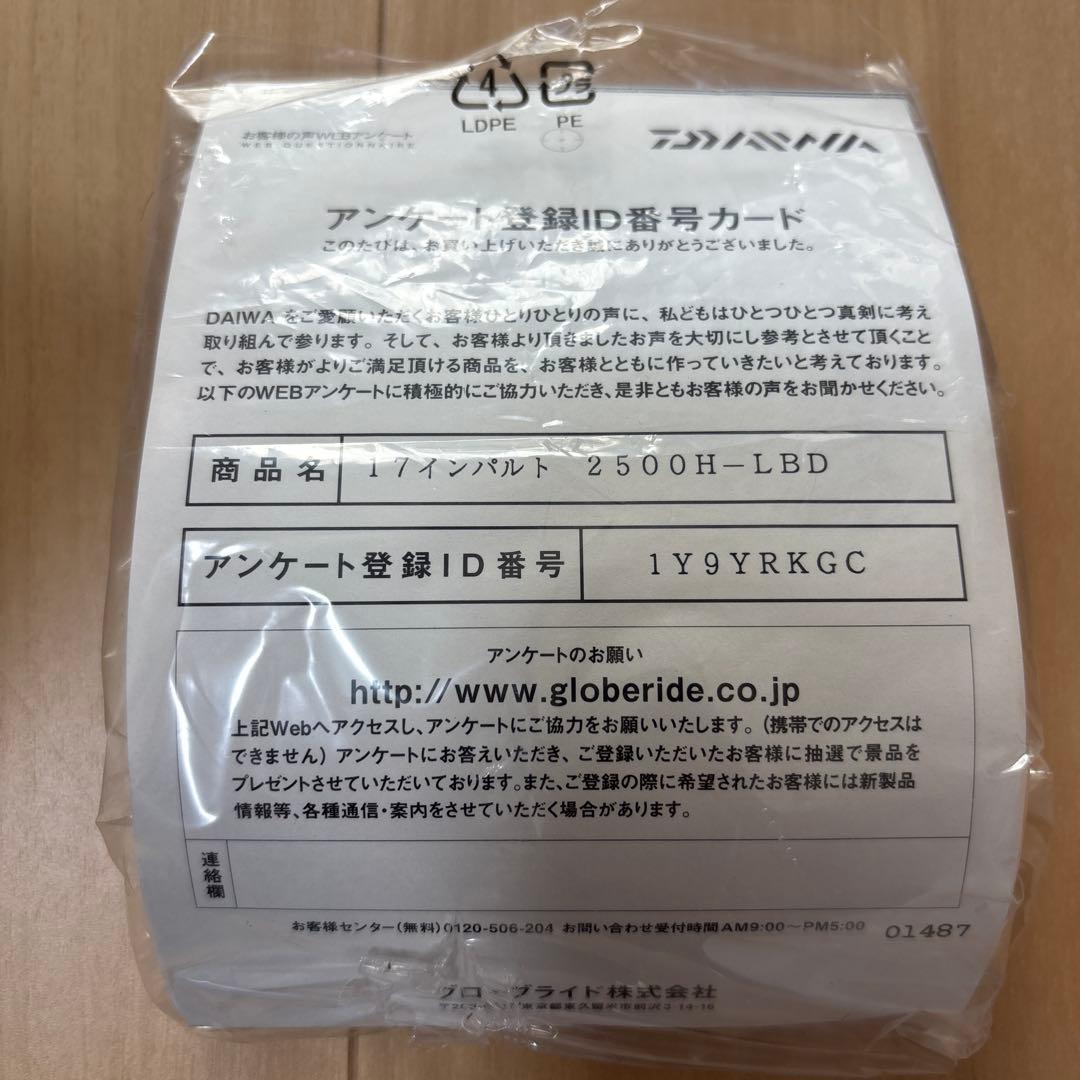 4 プラ
LDPE PE
お客様の声WEBアンケート DAIWA
WEB QUESTIONNAIRE
アンケート登録ID番号カード
このたびは、お買い上げいただき誠にありがとうございました。
DAIWA をご愛顧いただくお客様ひとりひとりの声に、私どもはひとつひとつ真剣に考え
取り組んで参ります。そして、お客様より頂きましたお声を大切にし参考とさせて頂くこと
で、お客様がよりご満足頂ける商品を、お客様とともに作っていきたいと考えております。
以下のWEBアンケートに積極的にご協力いただき、是非ともお客様の声をお聞かせください。
商品名 17インパルト 2500H-LBD
アンケート登録ID番号 1Y9YRKGC
アンケートのお願い
http://www.globeride.co.jp
上記Webへアクセスし、アンケートにご協力をお願いいたします。(携帯でのアクセスは
できません) アンケートにお答えいただき、ご登録いただいたお客様に抽選で景品を
プレゼントさせていただいております。また、ご登録の際に希望されたお客様には新製品
情報等、各種通信・案内をさせていただく場合があります。
連絡欄
お客様センター(無料)0120-506-204 お問い合わせ受付時間AM9:00〜PM5:00 01487
グローブライド株式会社
東京都東久留米市前沢3-14-16